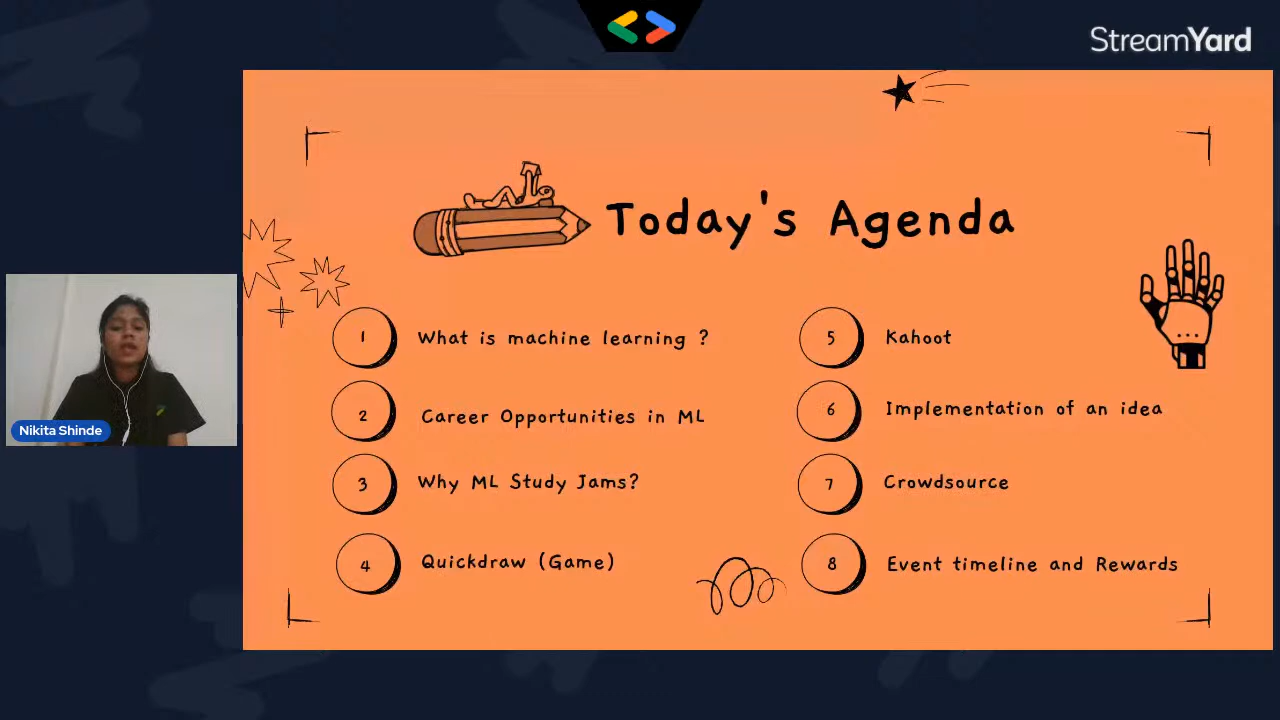 StreamYard
Today's Agenda
1 What is machine learning ?
2 Career Opportunities in ML
3 Why ML Study Jams?
4 Quickdraw (Game)
5 Kahoot
6 Implementation of an idea
7 Crowdsource
8 Event timeline and Rewards
Nikita Shinde